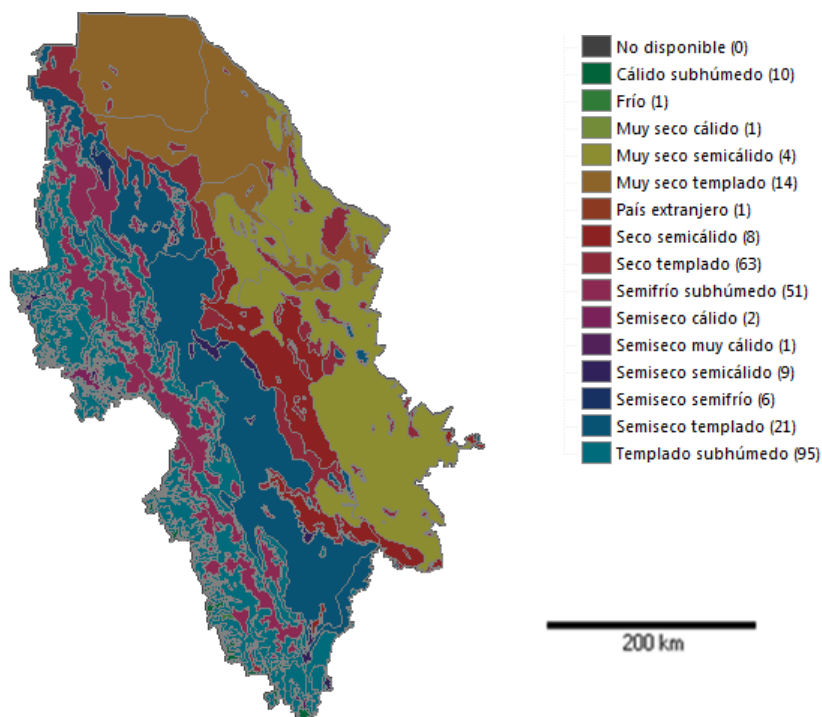 No disponible (0)
Cálido subhúmedo (10)
Frío (1)
Muy seco cálido (1)
Muy seco semicálido (4)
Muy seco templado (14)
País extranjero (1)
Seco semicálido (8)
Seco templado (63)
Semifrío subhúmedo (51)
Semiseco cálido (2)
Semiseco muy cálido (1)
Semiseco semicálido (9)
Semiseco semifrío (6)
Semiseco templado (21)
Templado subhúmedo (95)
200 km